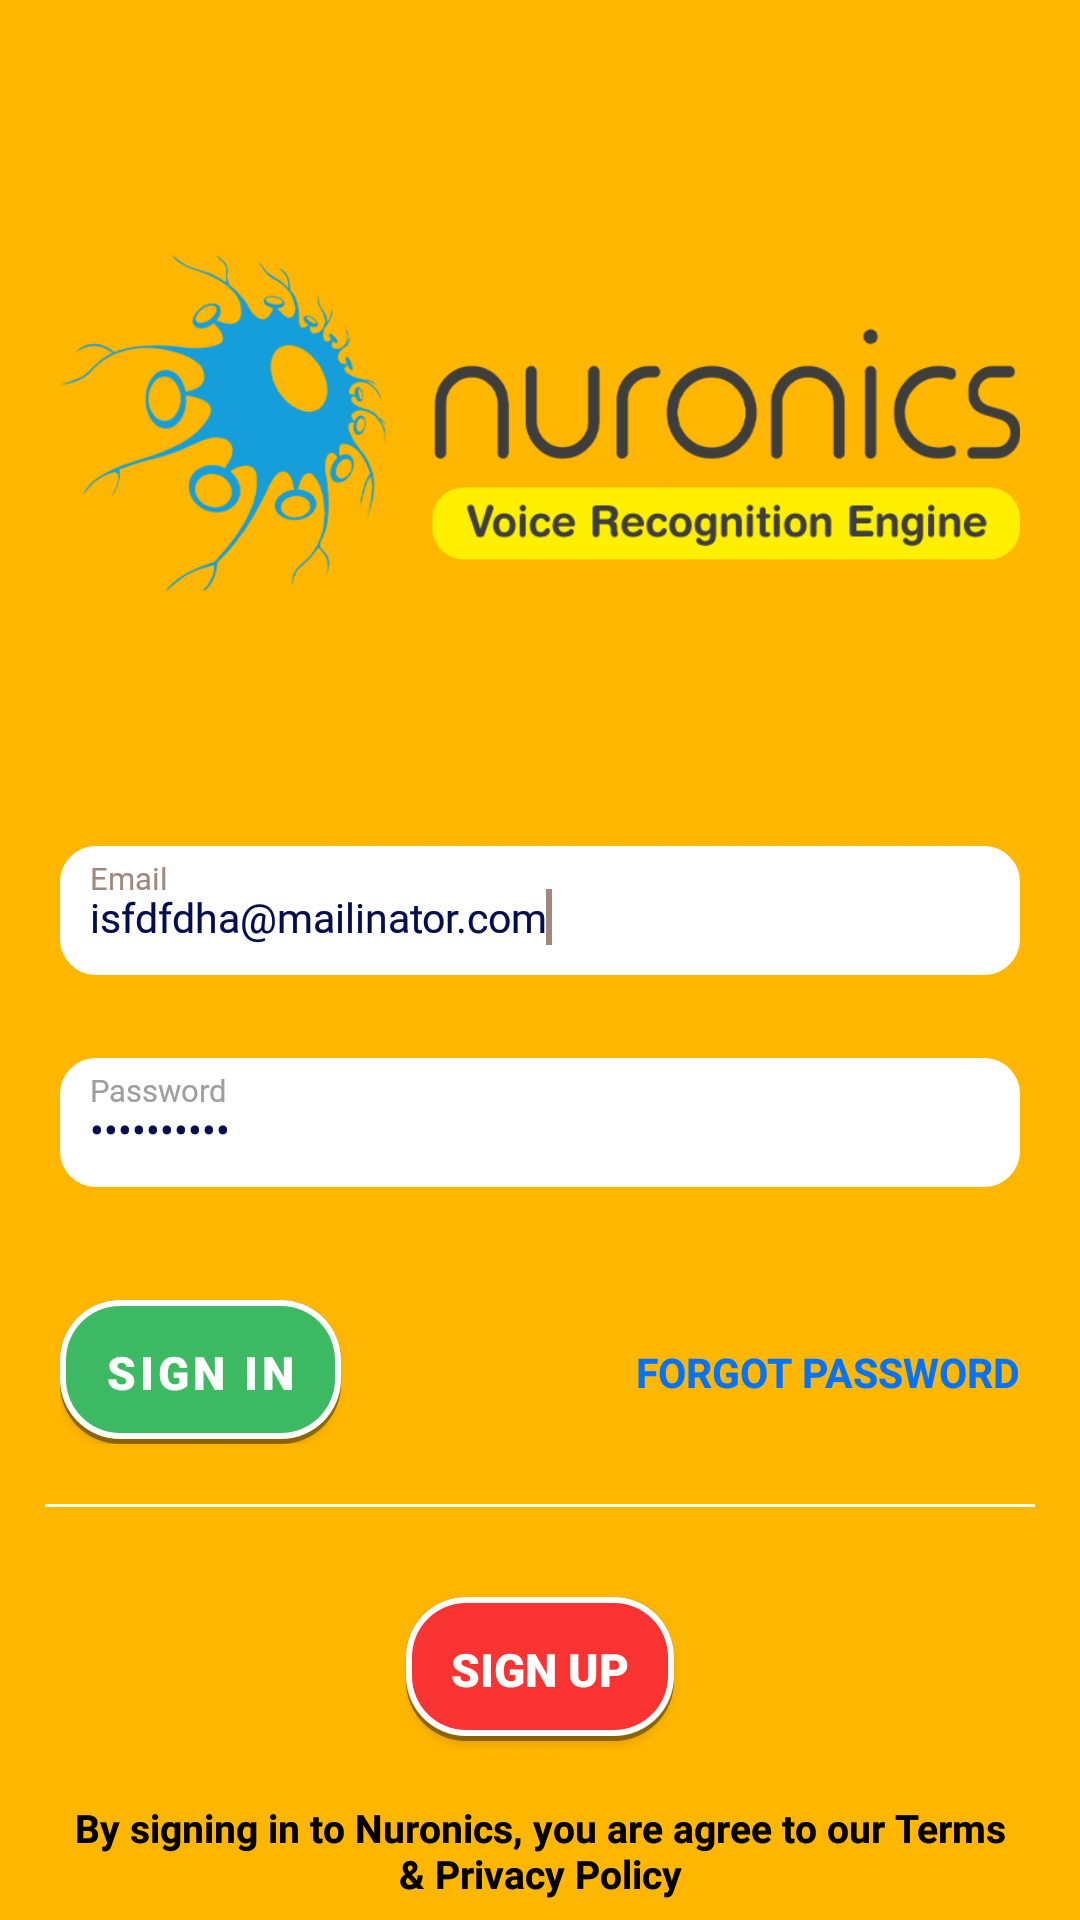 nuronics
Voice Recognition Engine
Email
isfdfdha@mailinator.com
Password
••••••••••
SIGN IN
FORGOT PASSWORD
SIGN UP
By signing in to Nuronics, you are agree to our Terms
& Privacy Policy